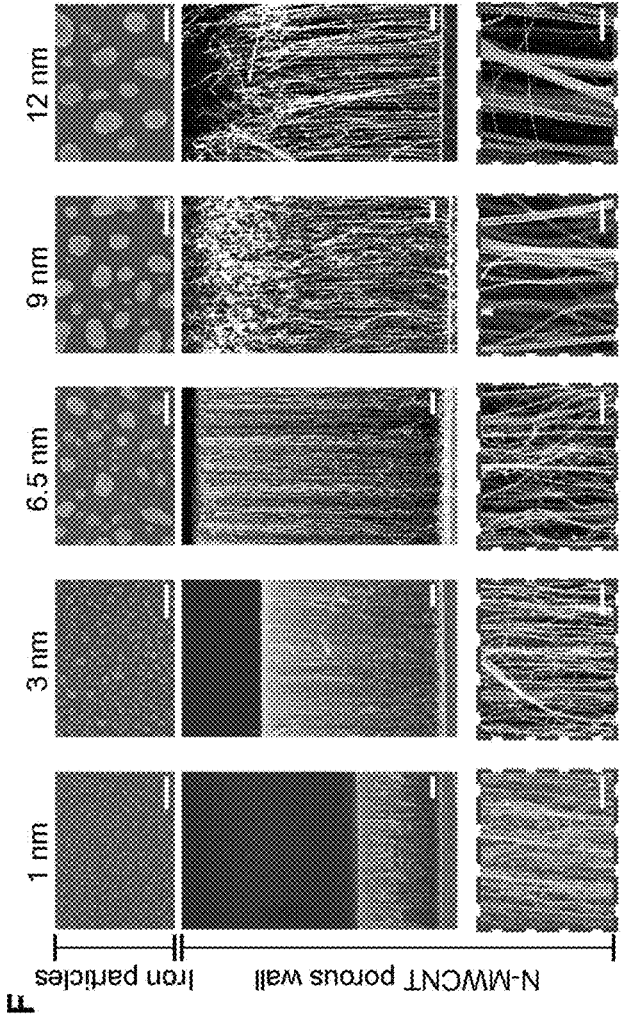 F
1 nm
3 nm
6.5 nm
9 nm
12 nm
Iron particles
N-MWCNT porous wall